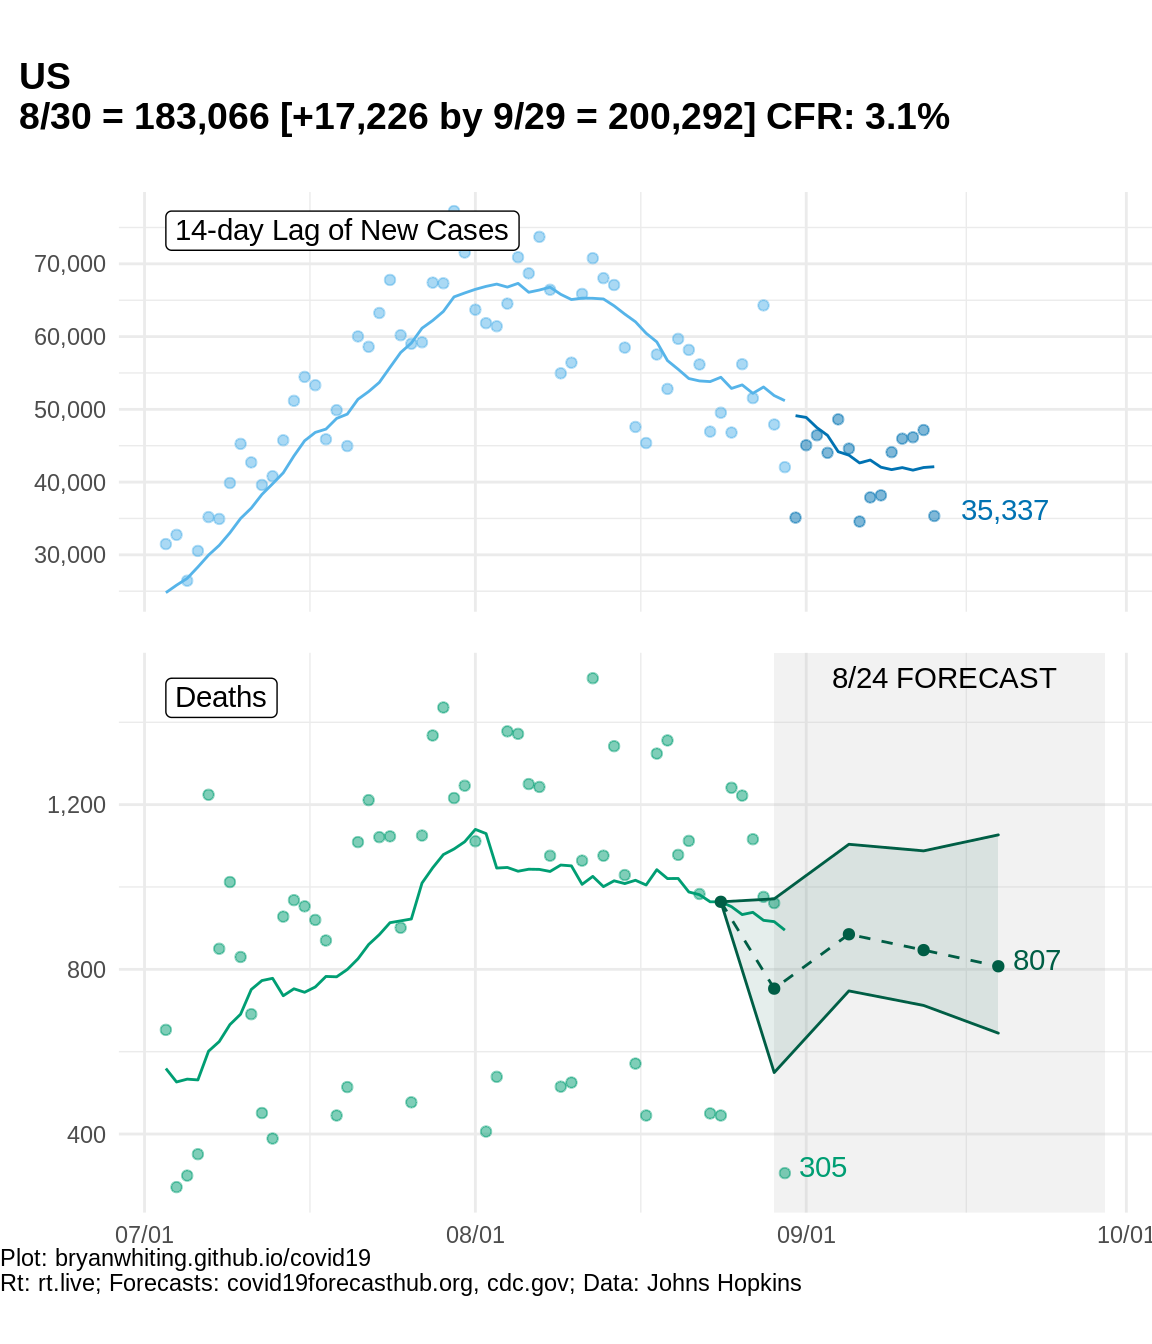 US
8/30 = 183,066 [+17,226 by 9/29 = 200,292] CFR: 3.1%
14-day Lag of New Cases
70,000
60,000
50,000
40,000
30,000
35,337
Deaths
8/24 FORECAST
1,200
800
400
807
305
07/01
08/01
09/01
10/01
Plot: bryanwhiting.github.io/covid19
Rt: rt.live; Forecasts: covid19forecasthub.org, cdc.gov; Data: Johns Hopkins